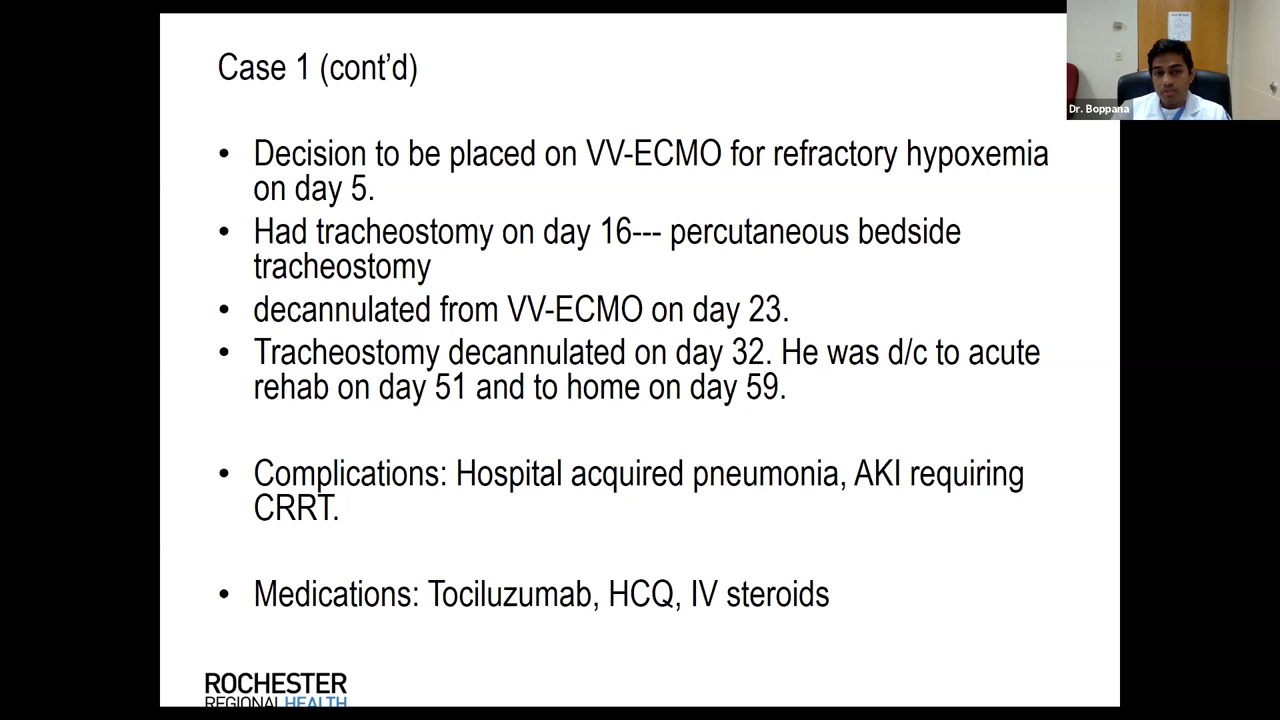 Case 1 (cont’d)
Dr. Boppana
• Decision to be placed on VV-ECMO for refractory hypoxemia
on day 5.
• Had tracheostomy on day 16--- percutaneous bedside
tracheostomy
• decannulated from VV-ECMO on day 23.
• Tracheostomy decannulated on day 32. He was d/c to acute
rehab on day 51 and to home on day 59.
• Complications: Hospital acquired pneumonia, AKI requiring
CRRT.
• Medications: Tociluzumab, HCQ, IV steroids
ROCHESTER
REGIONAL HEALTH